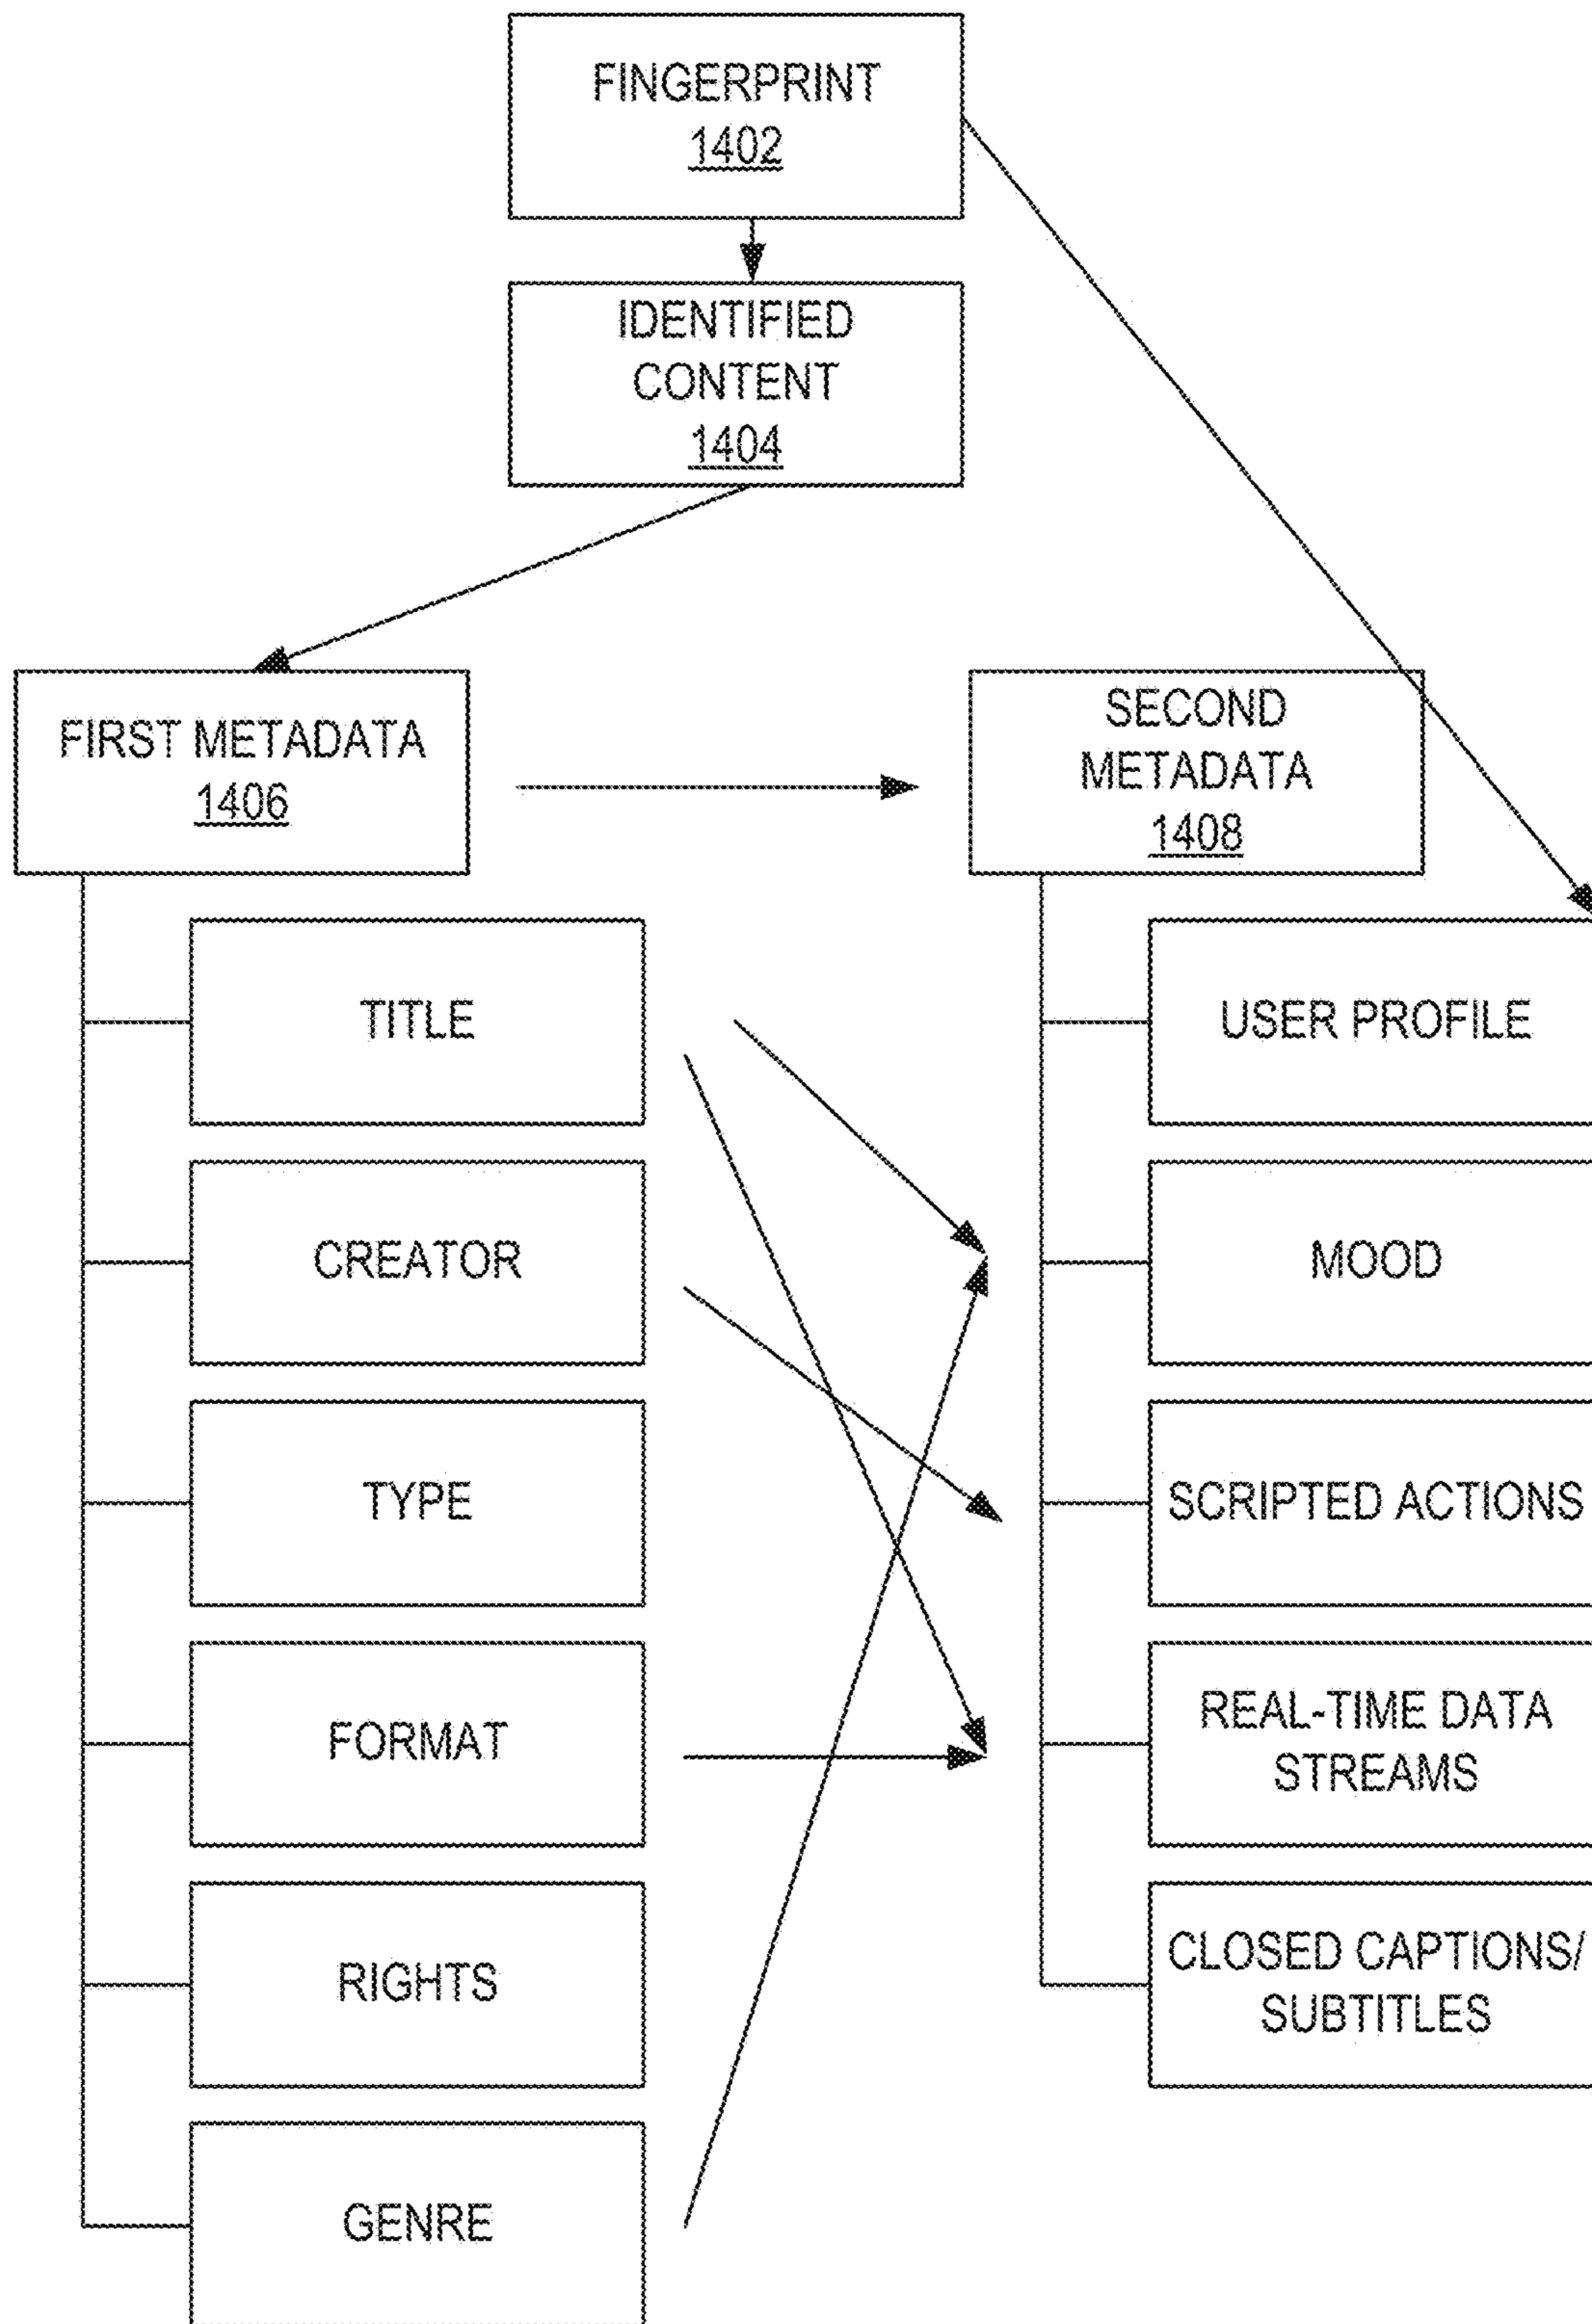 FINGERPRINT
1402
IDENTIFIED
CONTENT
1404
FIRST METADATA
1406
SECOND
METADATA
1408
TITLE
CREATOR
TYPE
FORMAT
RIGHTS
GENRE
USER PROFILE
MOOD
SCRIPTED ACTIONS
REAL-TIME DATA
STREAMS
CLOSED CAPTIONS/
SUBTITLES